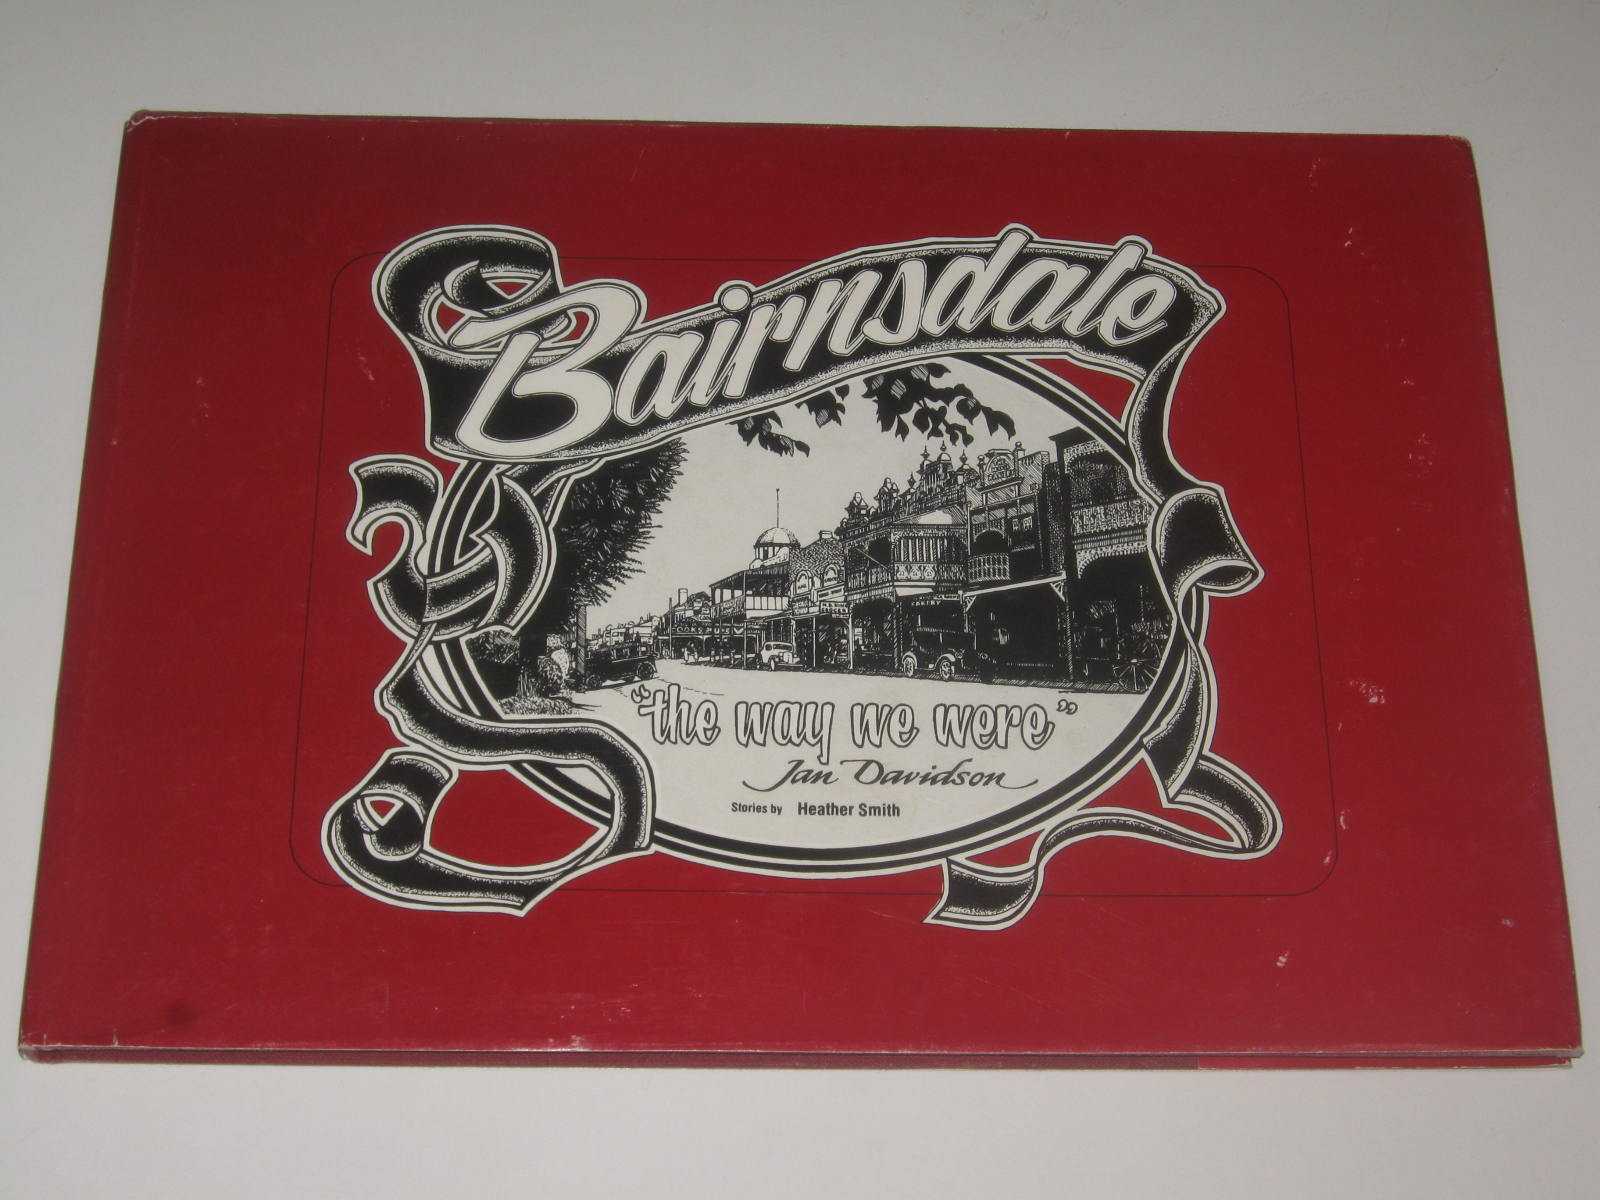 Bairnsdale
"the way we were"
Jan Davidson
Stories by Heather Smith